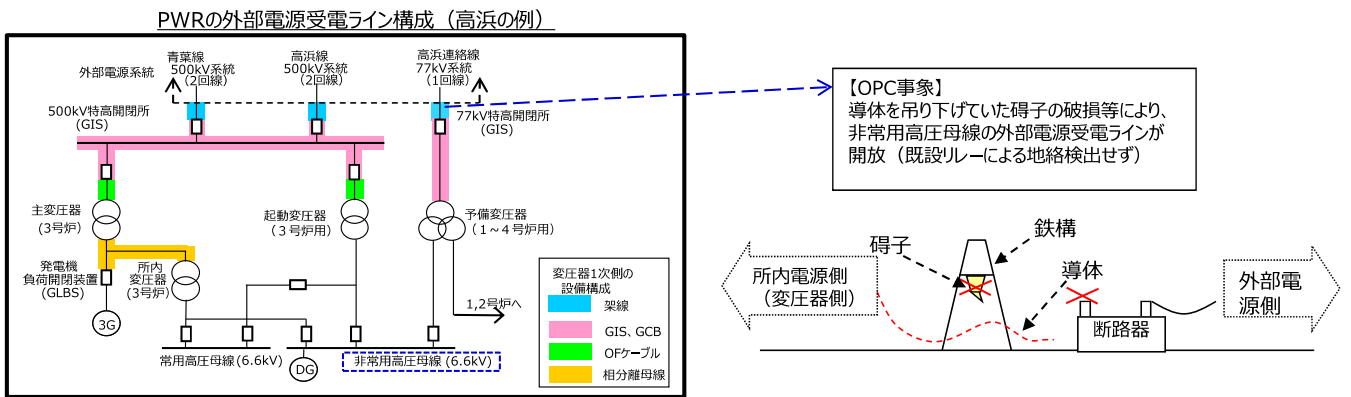 PWRの外部電源受電ライン構成（高浜の例）
外部電源系統
青葉線
500kV系統
(2回線)
高浜線
500kV系統
(2回線)
高浜連絡線
77kV系統
(1回線)
500kV特高開閉所
(GIS)
77kV特高開閉所
(GIS)
主変圧器
(3号炉)
起動変圧器
(３号炉用)
予備変圧器
(１~４号炉用)
発電機
負荷開閉装置
(GLBS)
所内
変圧器
(3号炉)
3G
1,2号炉へ
常用高圧母線(6.6kV)
DG
非常用高圧母線(6.6kV)
変圧器1次側の
設備構成
架線
GIS、GCB
OFケーブル
相分離母線
【OPC事象】
導体を吊り下げていた碍子の破損等により、
非常用高圧母線の外部電源受電ラインが
開放（既設リレーによる地絡検出せず）
所内電源側
（変圧器側）
碍子
鉄構
導体
断路器
外部電
源側